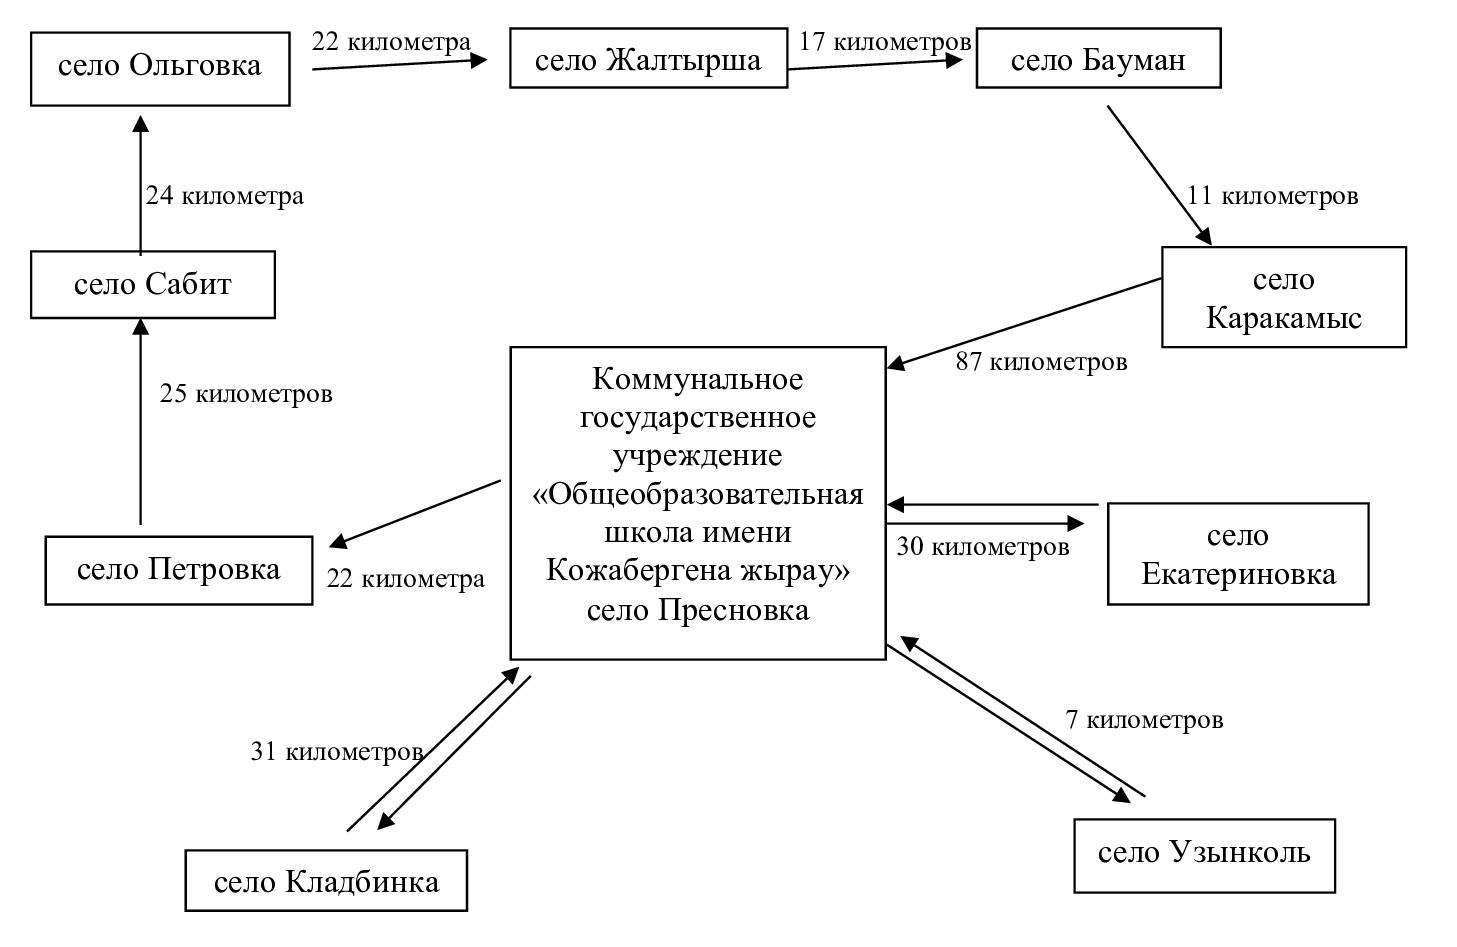 село Ольговка
22 километра
село Жалтырша
17 километров
село Бауман
24 километра
11 километров
село Сабит
село
Каракамыс
87 километров
25 километров
Коммунальное
государственное
учреждение
«Общеобразовательная
школа имени
Кожабергена жырау»
село Пресновка
село Петровка
22 километра
30 километров
село
Екатериновка
31 километров
7 километров
село Кладбинка
село Узынколь